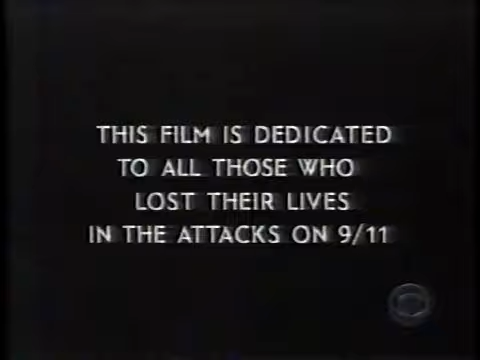 THIS FILM IS DEDICATED
TO ALL THOSE WHO
LOST THEIR LIVES
IN THE ATTACKS ON 9/11